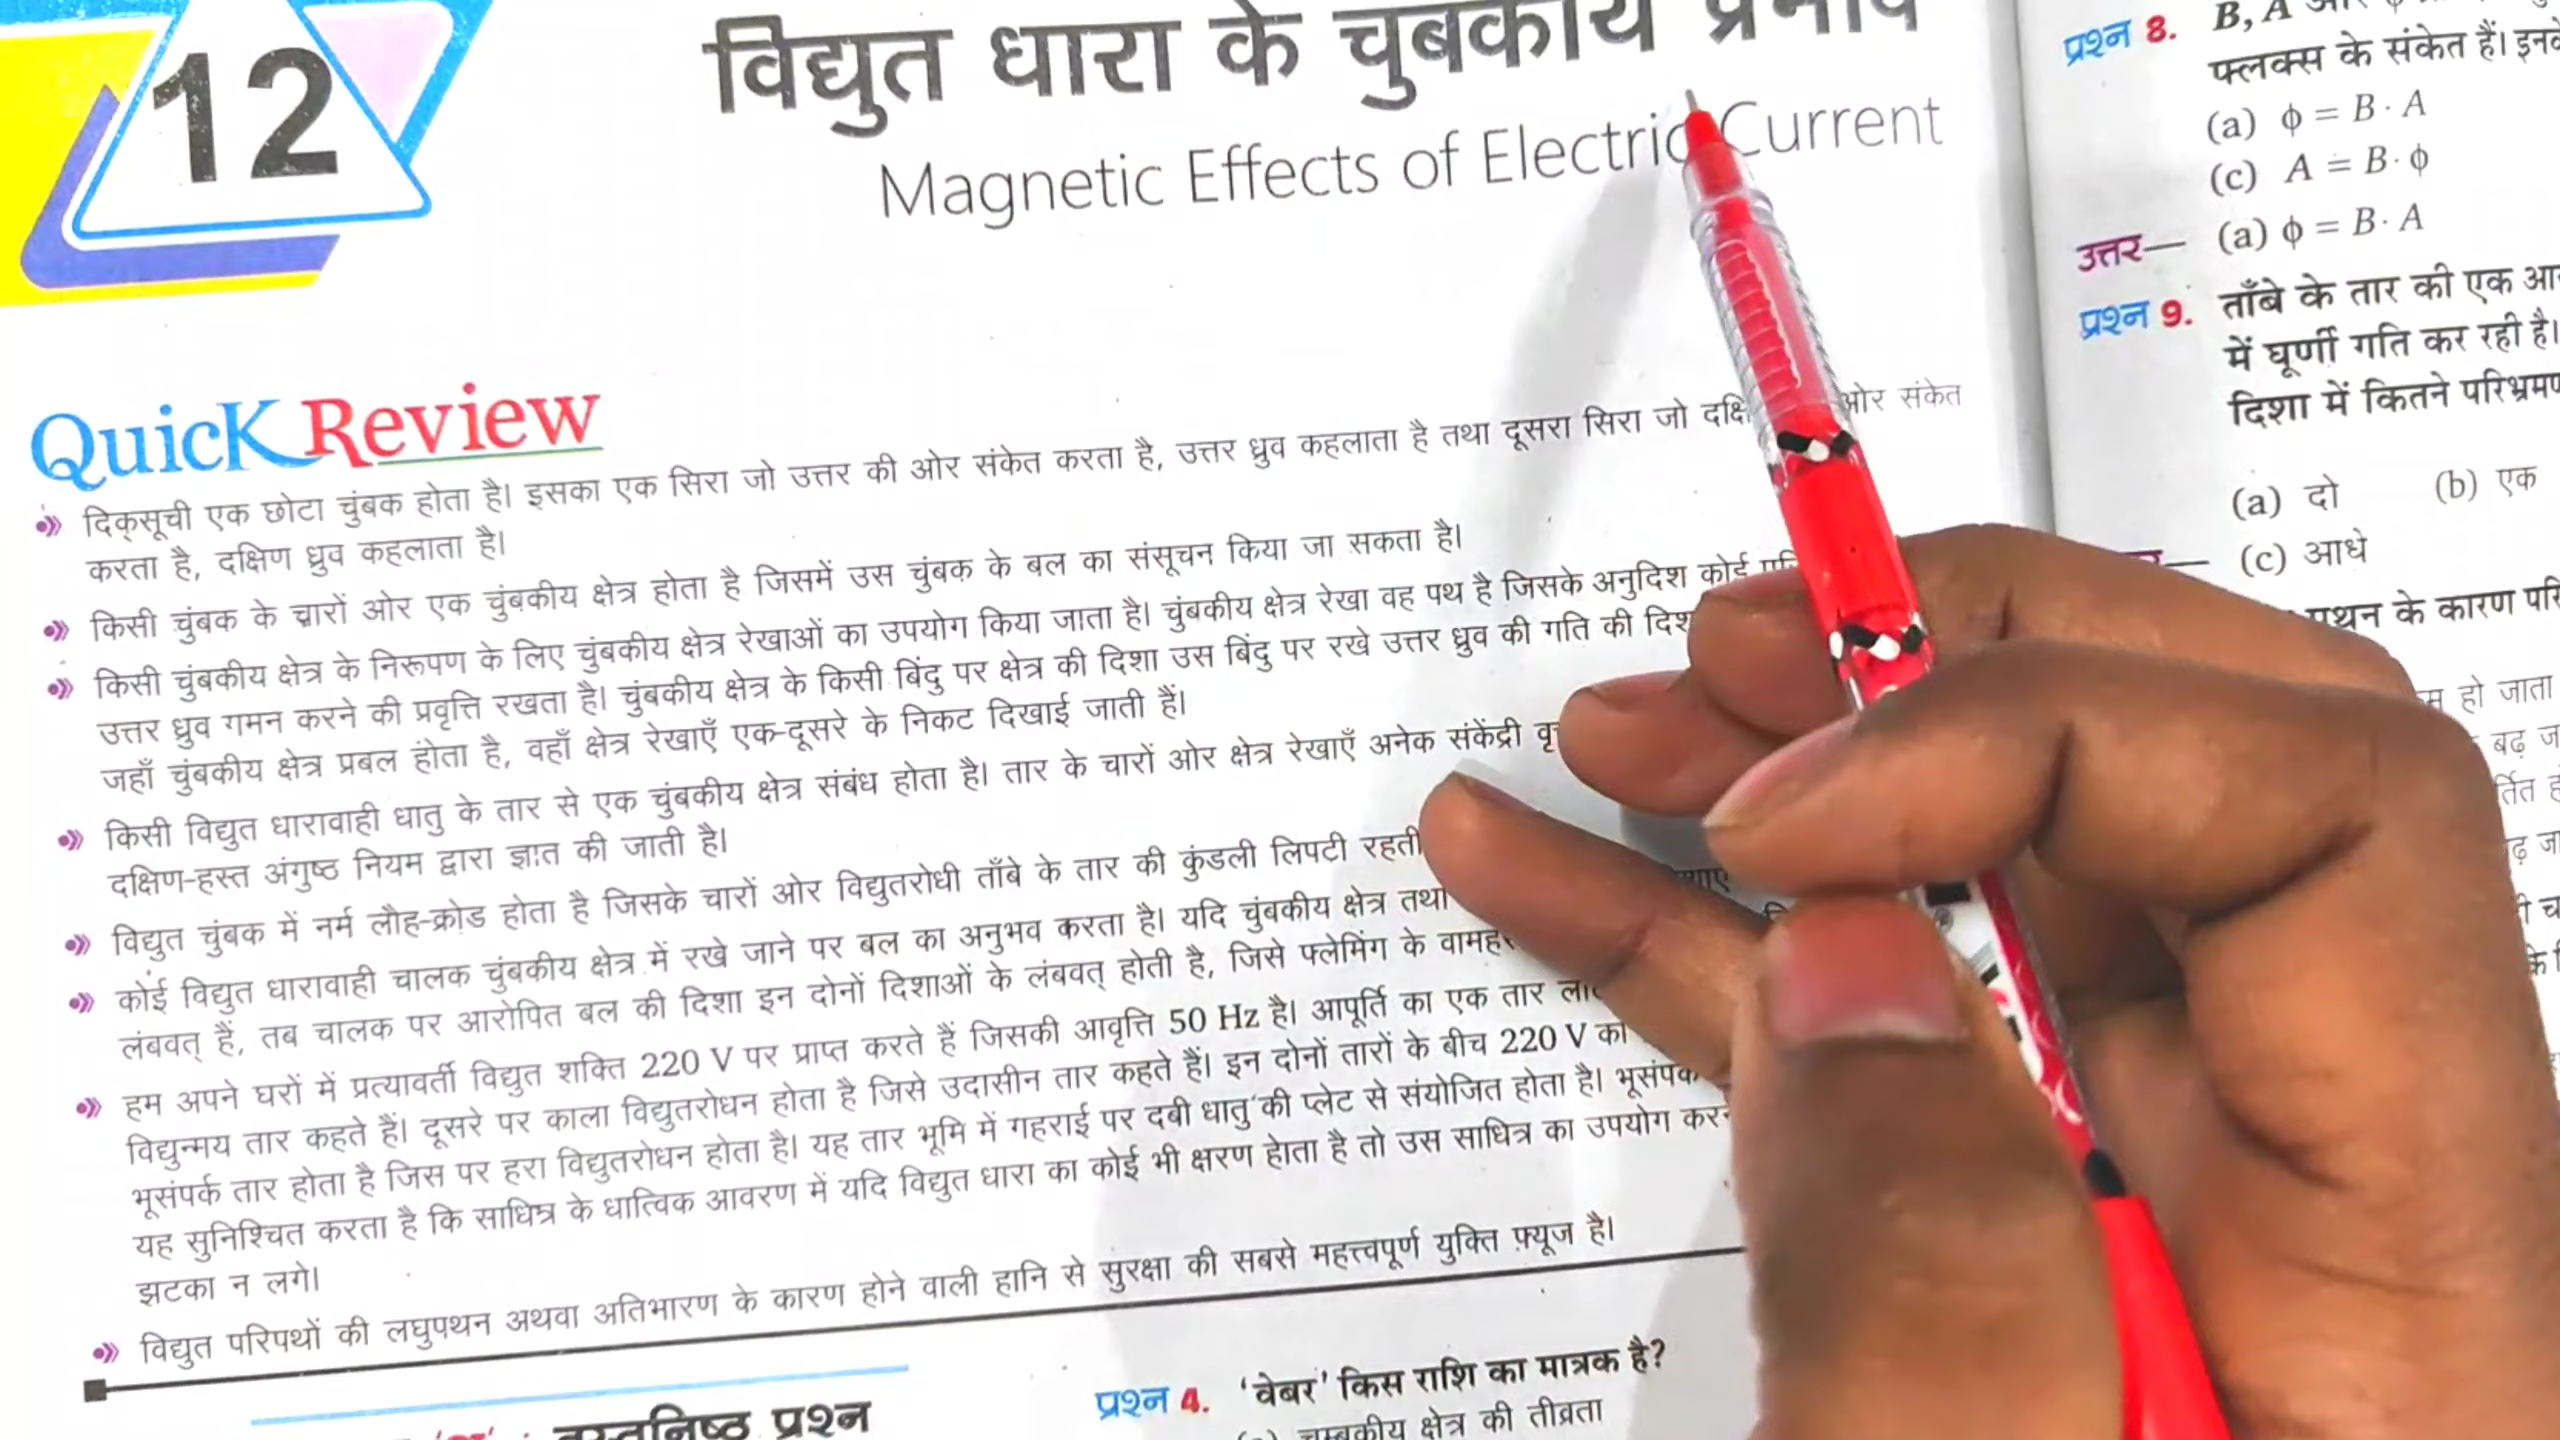 12
विद्युत धारा के चुंबकीय प्रभाव
Magnetic Effects of Electric Current
Quick Review
दिक्‌सूची एक छोटा चुंबक होता है। इसका एक सिरा जो उत्तर की ओर संकेत करता है, उत्तर ध्रुव कहलाता है तथा दूसरा सिरा जो ओर संकेत
करता है, दक्षिण ध्रुव कहलाता है।
किसी चुंबक के चारों ओर एक चुंबकीय क्षेत्र होता है जिसमें उस चुंबक के बल का संसूचन किया जा सकता है।
किसी चुंबकीय क्षेत्र के निरूपण के लिए चुंबकीय क्षेत्र रेखाओं का उपयोग किया जाता है। चुंबकीय क्षेत्र रेखा वह पथ है जिसके अनुदिश कोई
उत्तर ध्रुव गमन करने की प्रवृत्ति रखता है। चुंबकीय क्षेत्र के किसी बिंदु पर क्षेत्र की दिशा उस बिंदु पर रखे उत्तर ध्रुव की गति की
जहाँ चुंबकीय क्षेत्र प्रबल होता है, वहाँ क्षेत्र रेखाएँ एक-दूसरे के निकट दिखाई जाती हैं।
किसी विद्युत धारावाही धातु के तार से एक चुंबकीय क्षेत्र संबंध होता है। तार के चारों ओर क्षेत्र रेखाएँ अनेक संकेंद्री
दक्षिण-हस्त अंगुष्ठ नियम द्वारा ज्ञात की जाती है।
विद्युत चुंबक में नर्म लौह-क्रोड होता है जिसके चारों ओर विद्युतरोधी ताँबे के तार की कुंडली लिपटी रहती
कोई विद्युत धारावाही चालक चुंबकीय क्षेत्र में रखे जाने पर बल का अनुभव करता है। यदि चुंबकीय क्षेत्र तथा
लंबवत् हैं, तब चालक पर आरोपित बल की दिशा इन दोनों दिशाओं के लंबवत् होती है, जिसे फ्लेमिंग के
हम अपने घरों में प्रत्यावर्ती विद्युत शक्ति 220 V पर प्राप्त करते हैं जिसकी आवृत्ति 50 Hz है। आपूर्ति का एक तार
विद्युन्मय तार कहते हैं। दूसरे पर काला विद्युतरोधन होता है जिसे उदासीन तार कहते हैं। इन दोनों तारों के बीच 220 V का
भूसंपर्क तार होता है जिस पर हरा विद्युतरोधन होता है। यह तार भूमि में गहराई पर दबी धातु की प्लेट से संयोजित होता है।
यह सुनिश्चित करता है कि साधित्र के धात्विक आवरण में यदि विद्युत धारा का कोई भी क्षरण होता है तो उस साधित्र का उपयोग
झटका न लगे।
विद्युत परिपथों की लघुपथन अथवा अतिभारण के कारण होने वाली हानि से सुरक्षा की सबसे महत्त्वपूर्ण युक्ति फ़्यूज है।
वस्तुनिष्ठ प्रश्न
प्रश्न 4. 'वेबर' किस राशि का मात्रक है?
चुम्बकीय क्षेत्र की तीव्रता
प्रश्न 8. B, A
फ्लक्स के संकेत हैं।
(a) ϕ = B · A
(c) A = B · ϕ
उत्तर— (a) ϕ = B · A
प्रश्न 9. ताँबे के तार की एक
में घूर्णी गति कर रही है।
दिशा में कितने
(a) दो (b) एक
(c) आधे
के कारण
हो जाता
बढ़